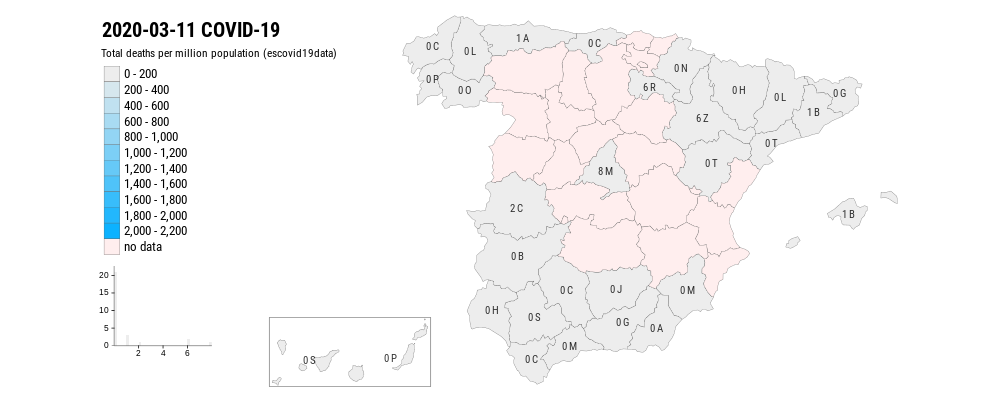 2020-03-11 COVID-19
Total deaths per million population (escovid19data)
0 - 200
200 - 400
400 - 600
600 - 800
800 - 1,000
1,000 - 1,200
1,200 - 1,400
1,400 - 1,600
1,600 - 1,800
1,800 - 2,000
2,000 - 2,200
no data
20
15
10
5
0
2
4
6
0C
0L
1A
0C
0P
0O
0N
6R
0H
0L
0G
1B
6Z
0T
0T
8M
2C
1B
0B
0C
0J
0M
0H
0S
0G
0A
0M
0C
0S
0P